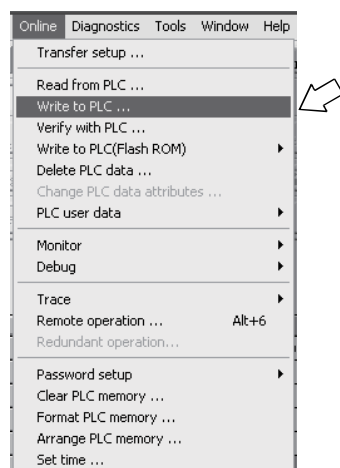 Online Diagnostics Tools Window Help
Transfer setup ...
Read from PLC ...
Write to PLC ...
Verify with PLC ...
Write to PLC(Flash ROM)
Delete PLC data ...
Change PLC data attributes ...
PLC user data
Monitor
Debug
Trace
Remote operation ... Alt+6
Redundant operation...
Password setup
Clear PLC memory ...
Format PLC memory ...
Arrange PLC memory ...
Set time ...